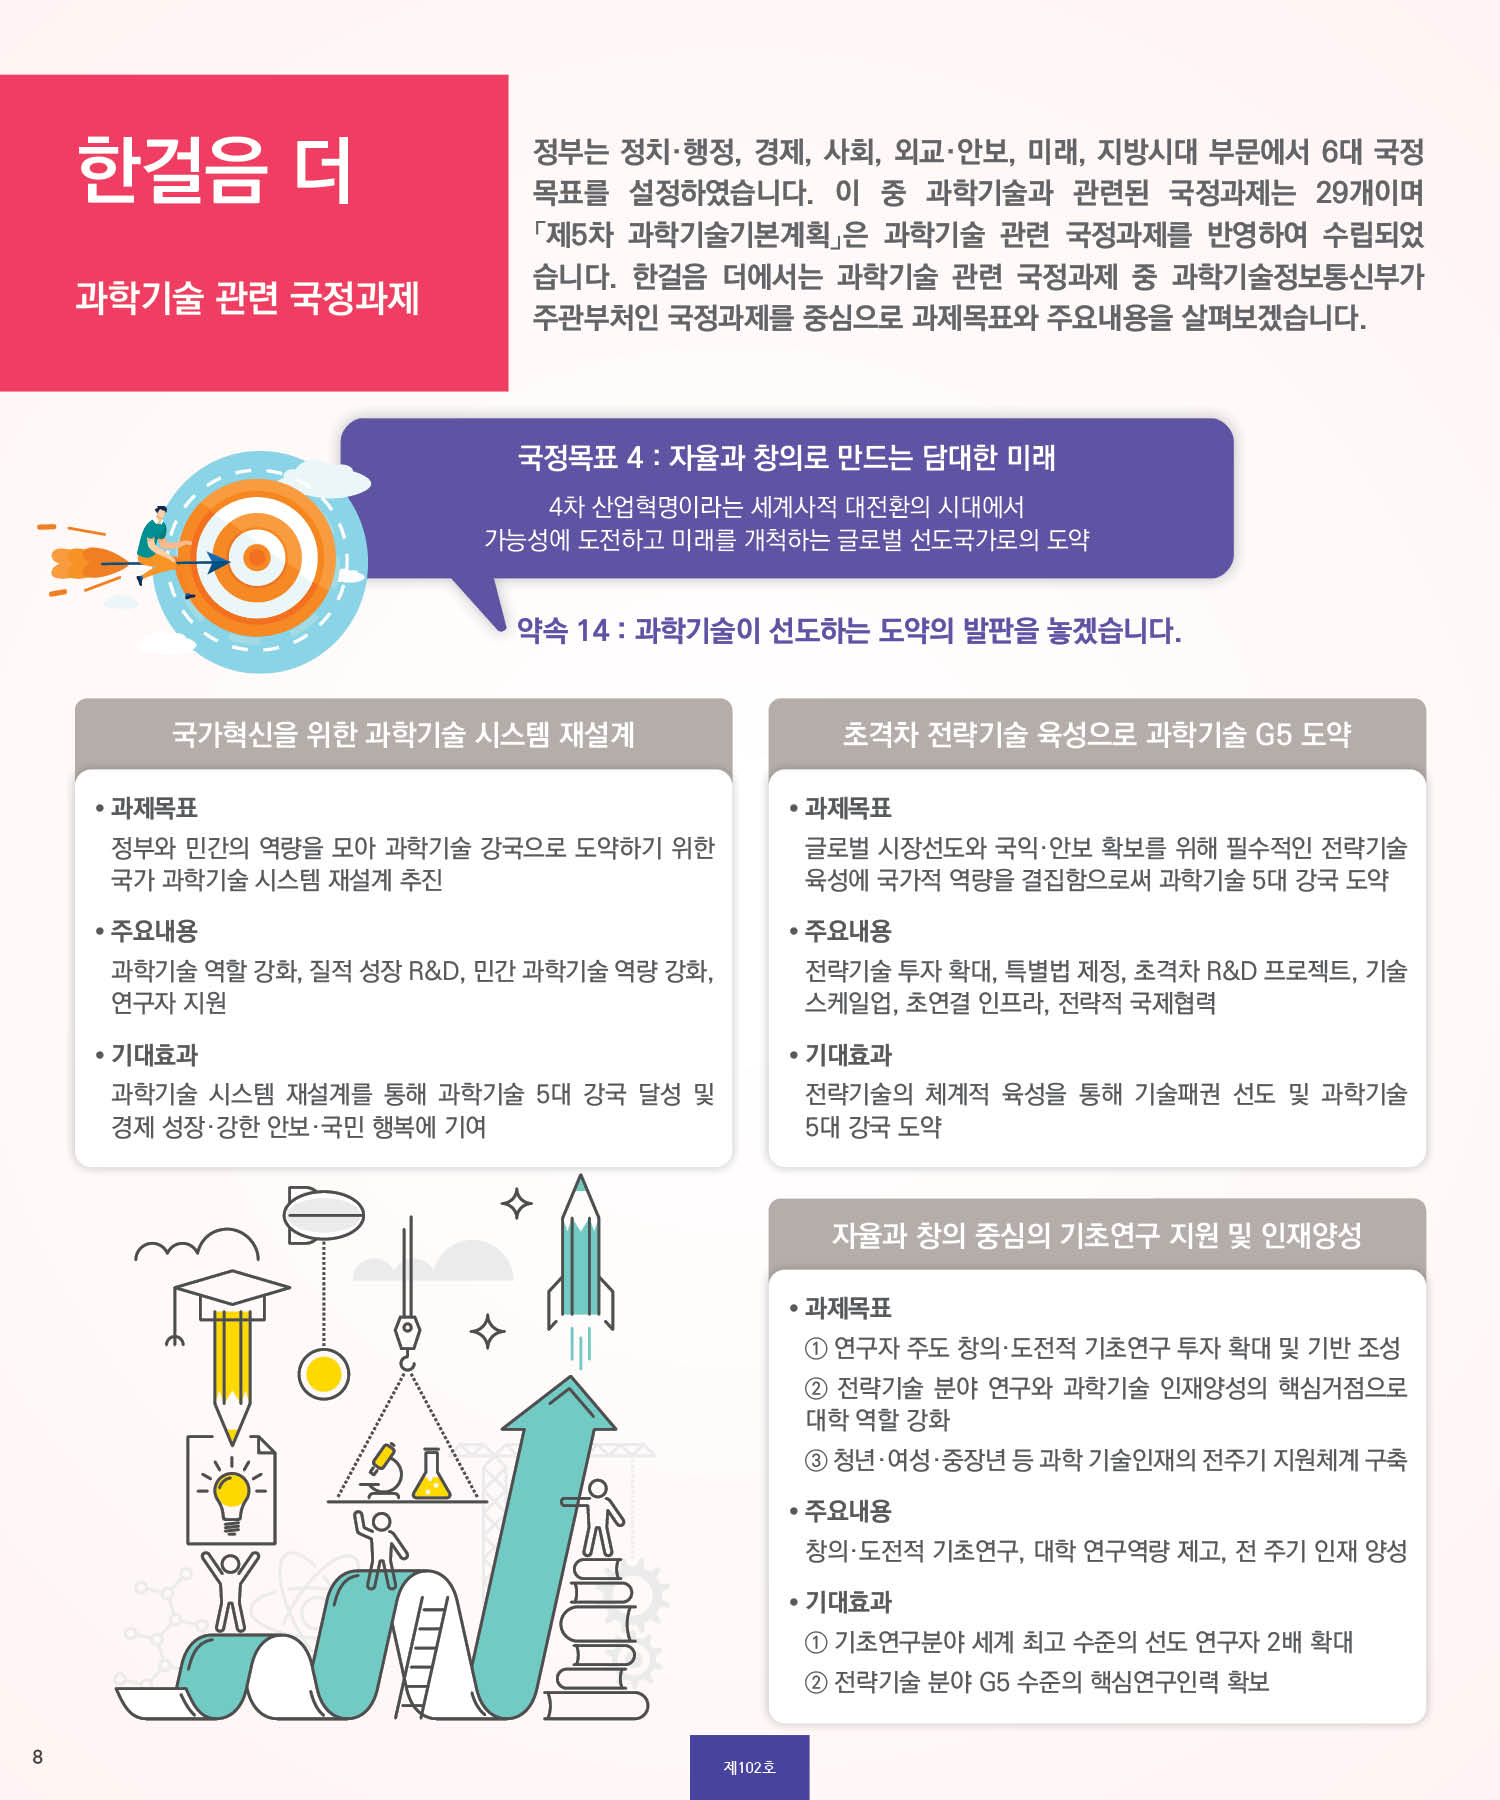 한걸음 더
과학기술 관련 국정과제
정부는 정치·행정, 경제, 사회, 외교·안보, 미래, 지방시대 부문에서 6대 국정
목표를 설정하였습니다. 이 중 과학기술과 관련된 국정과제는 29개이며
「제5차 과학기술기본계획」은 과학기술 관련 국정과제를 반영하여 수립되었
습니다. 한걸음 더에서는 과학기술 관련 국정과제 중 과학기술정보통신부가
주관부처인 국정과제를 중심으로 과제목표와 주요내용을 살펴보겠습니다.
국정목표 4 : 자율과 창의로 만드는 담대한 미래
4차 산업혁명이라는 세계사적 대전환의 시대에서
가능성에 도전하고 미래를 개척하는 글로벌 선도국가로의 도약
약속 14 : 과학기술이 선도하는 도약의 발판을 놓겠습니다.
국가혁신을 위한 과학기술 시스템 재설계
• 과제목표
정부와 민간의 역량을 모아 과학기술 강국으로 도약하기 위한
국가 과학기술 시스템 재설계 추진
• 주요내용
과학기술 역할 강화, 질적 성장 R&D, 민간 과학기술 역량 강화,
연구자 지원
• 기대효과
과학기술 시스템 재설계를 통해 과학기술 5대 강국 달성 및
경제 성장·강한 안보·국민 행복에 기여
초격차 전략기술 육성으로 과학기술 G5 도약
• 과제목표
글로벌 시장선도와 국익·안보 확보를 위해 필수적인 전략기술
육성에 국가적 역량을 결집함으로써 과학기술 5대 강국 도약
• 주요내용
전략기술 투자 확대, 특별법 제정, 초격차 R&D 프로젝트, 기술
스케일업, 초연결 인프라, 전략적 국제협력
• 기대효과
전략기술의 체계적 육성을 통해 기술패권 선도 및 과학기술
5대 강국 도약
자율과 창의 중심의 기초연구 지원 및 인재양성
• 과제목표
① 연구자 주도 창의·도전적 기초연구 투자 확대 및 기반 조성
② 전략기술 분야 연구와 과학기술 인재양성의 핵심거점으로
대학 역할 강화
③ 청년·여성·중장년 등 과학 기술인재의 전주기 지원체계 구축
• 주요내용
창의·도전적 기초연구, 대학 연구역량 제고, 전 주기 인재 양성
• 기대효과
① 기초연구분야 세계 최고 수준의 선도 연구자 2배 확대
② 전략기술 분야 G5 수준의 핵심연구인력 확보
8
제102호